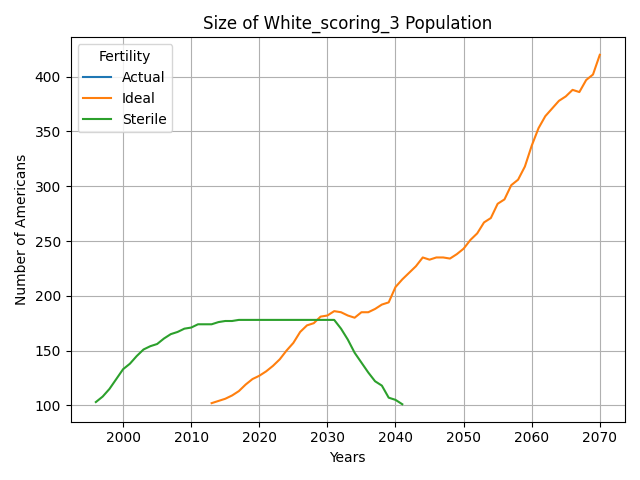 Size of White_scoring_3 Population
Fertility
Actual
Ideal
Sterile
Number of Americans
400
350
300
250
200
150
100
2000 2010 2020 2030 2040 2050 2060 2070
Years